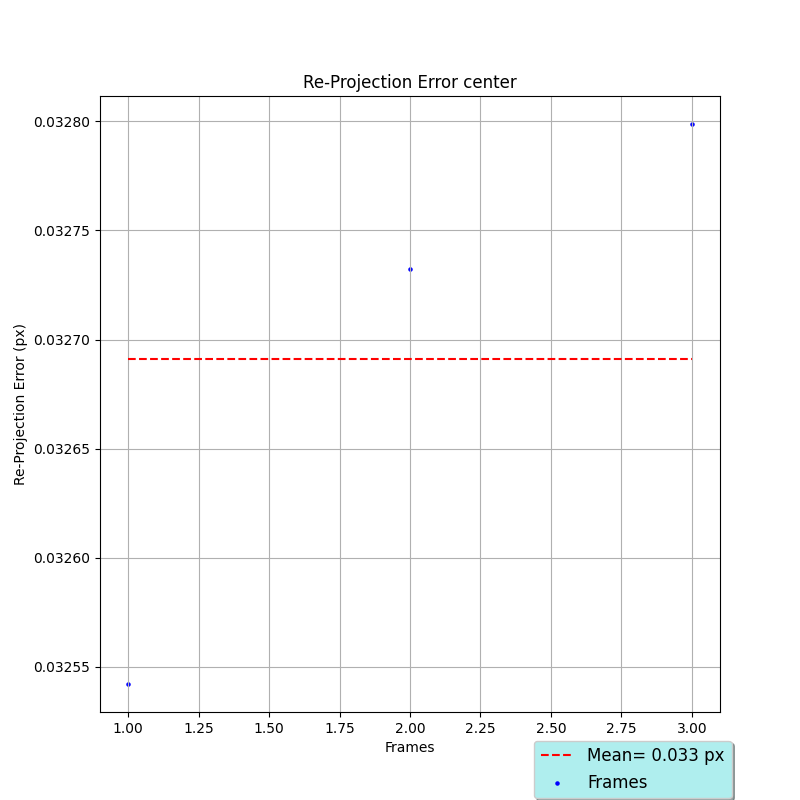 Re-Projection Error center
Re-Projection Error (px)
0.03280
0.03275
0.03270
0.03265
0.03260
0.03255
1.00 1.25 1.50 1.75 2.00 2.25 2.50 2.75 3.00
Frames
Mean= 0.033 px
Frames